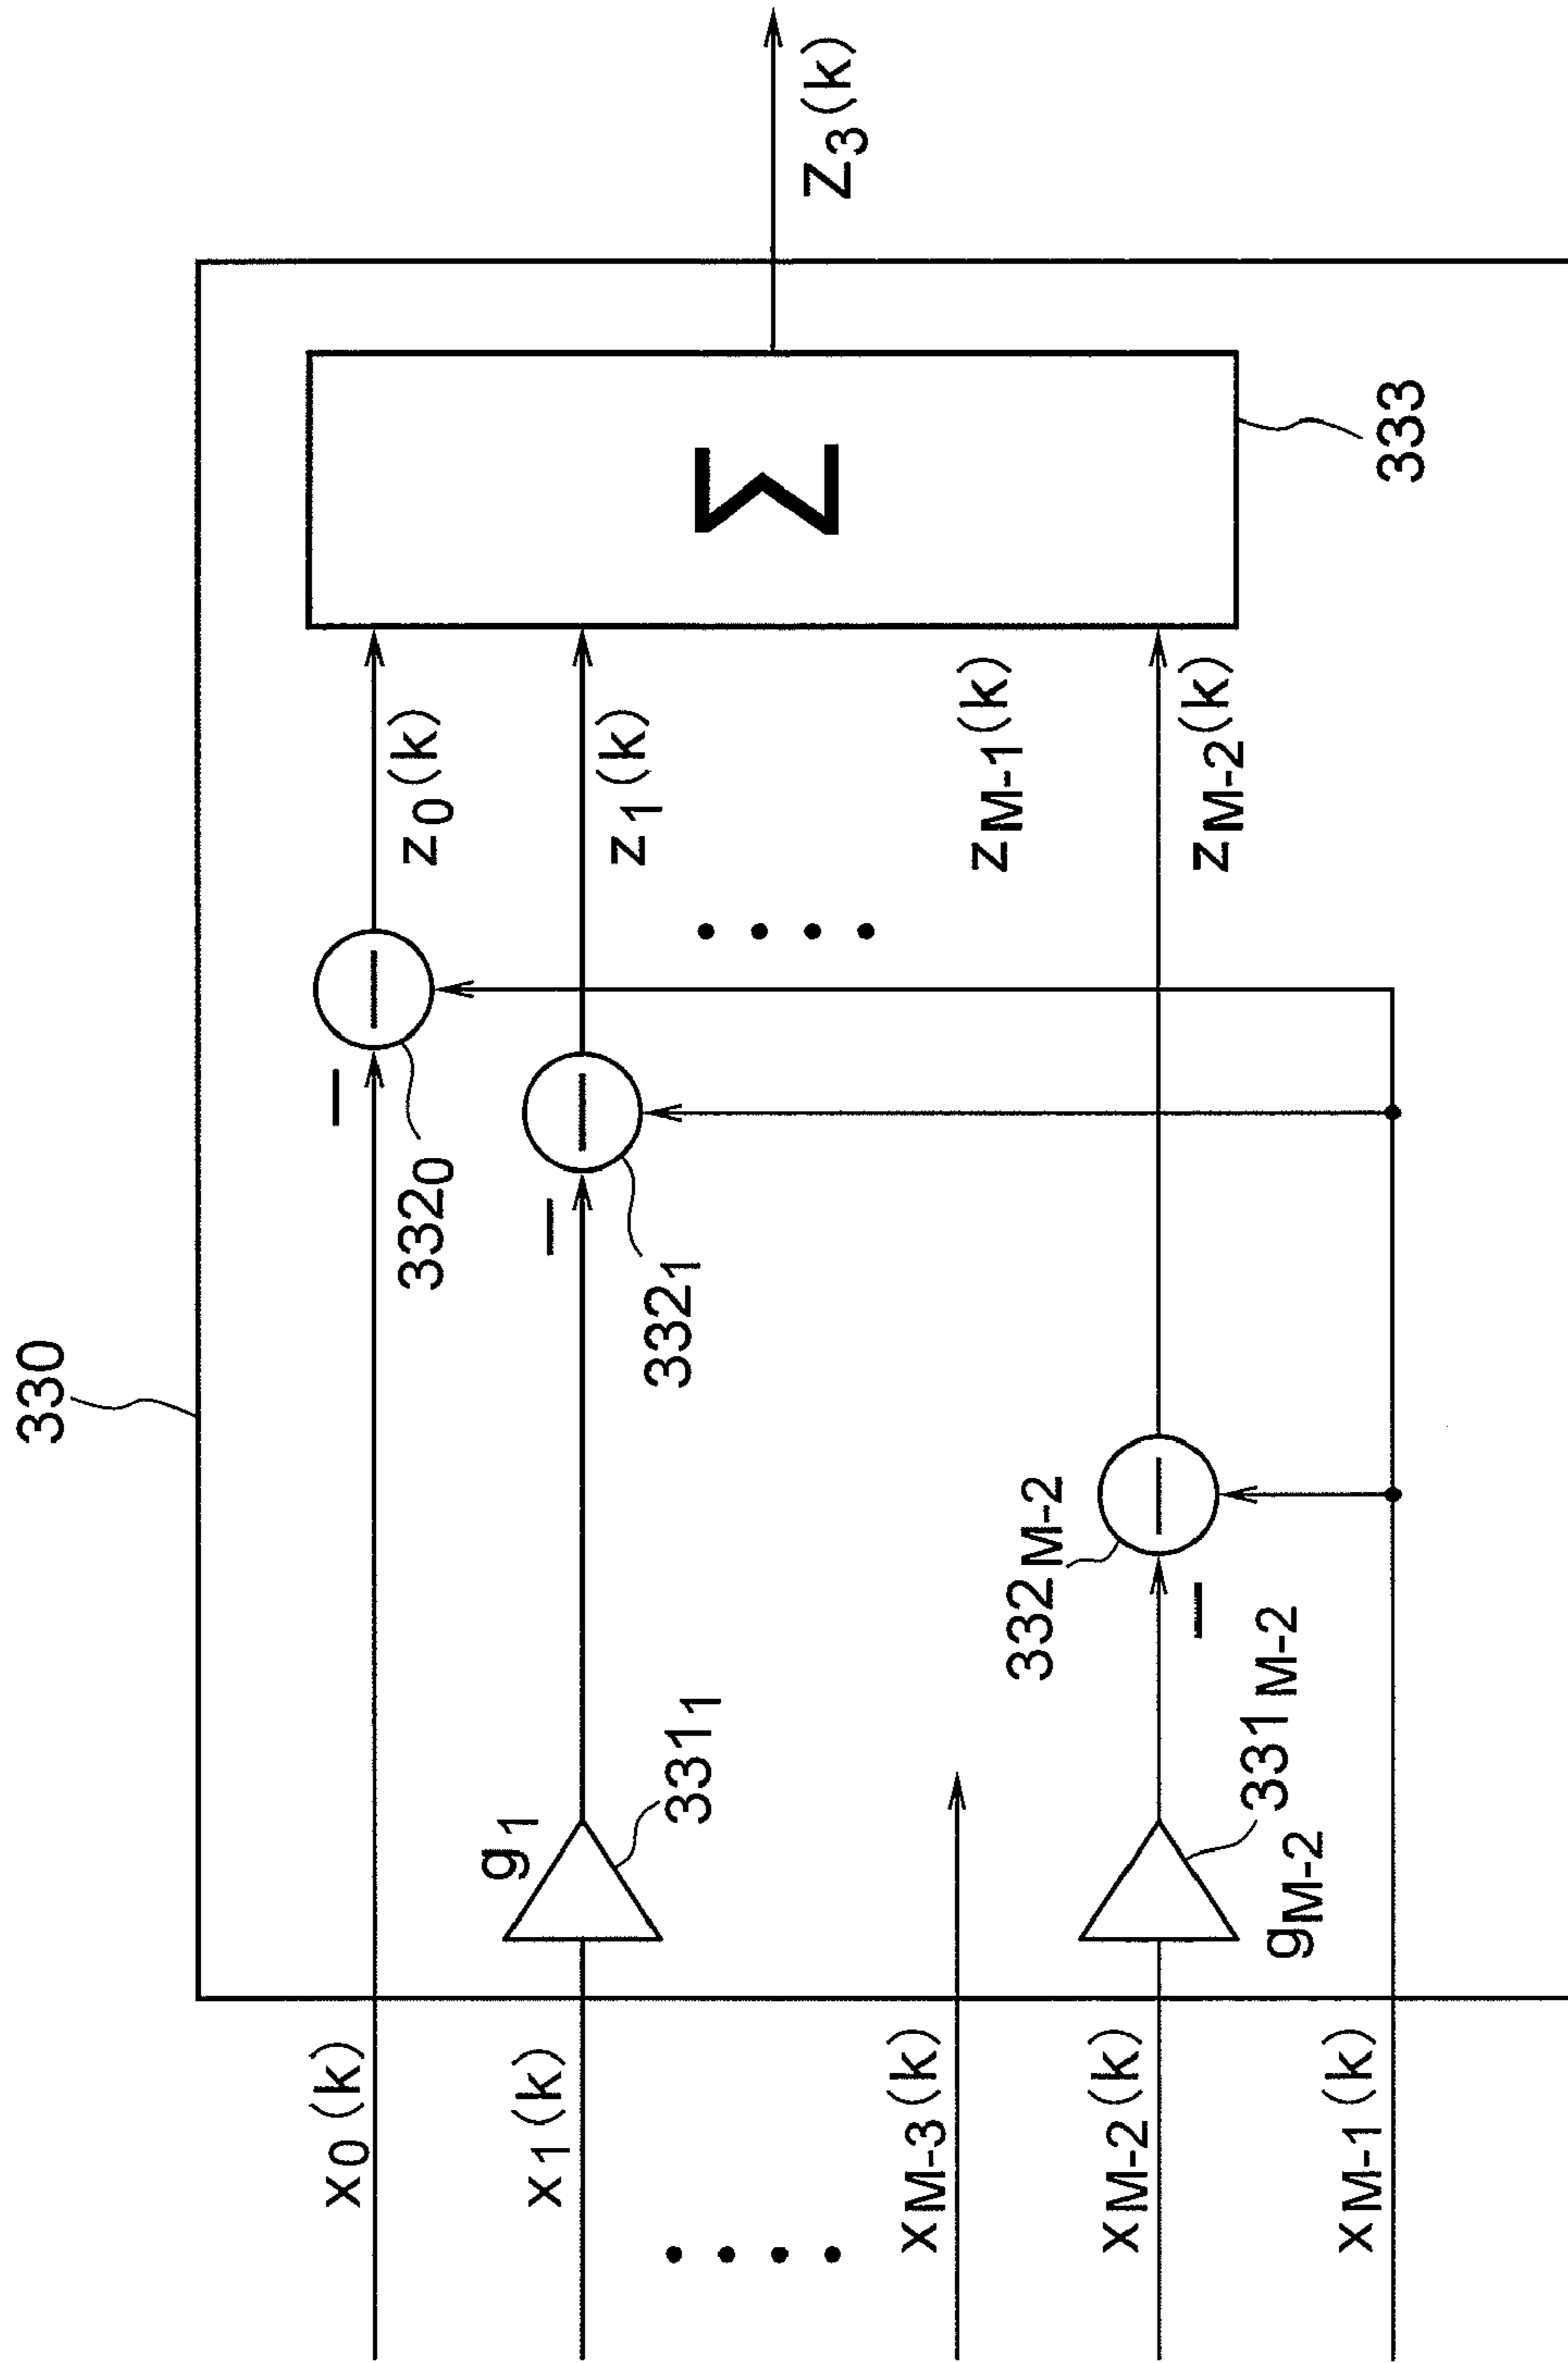 330
x0(k)
x1(k)
xM-3(k)
xM-2(k)
xM-1(k)
g1
3311
gM-2
331M-2
3320
3321
332M-2
z0(k)
z1(k)
zM-1(k)
zM-2(k)
Σ
333
Z3(k)